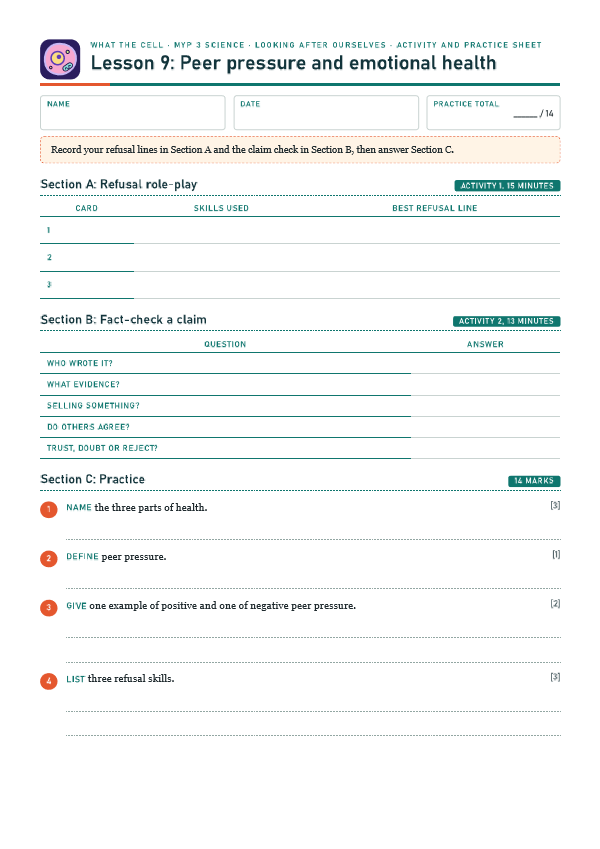 WHAT THE CELL · MYP 3 SCIENCE · LOOKING AFTER OURSELVES · ACTIVITY AND PRACTICE SHEET
Lesson 9: Peer pressure and emotional health
NAME
DATE
PRACTICE TOTAL
_____ / 14
Record your refusal lines in Section A and the claim check in Section B, then answer Section C.
Section A: Refusal role-play
ACTIVITY 1, 15 MINUTES
CARD SKILLS USED BEST REFUSAL LINE
1
2
3
Section B: Fact-check a claim
ACTIVITY 2, 13 MINUTES
QUESTION ANSWER
WHO WROTE IT?
WHAT EVIDENCE?
SELLING SOMETHING?
DO OTHERS AGREE?
TRUST, DOUBT OR REJECT?
Section C: Practice
14 MARKS
1 NAME the three parts of health. [3]
2 DEFINE peer pressure. [1]
3 GIVE one example of positive and one of negative peer pressure. [2]
4 LIST three refusal skills. [3]